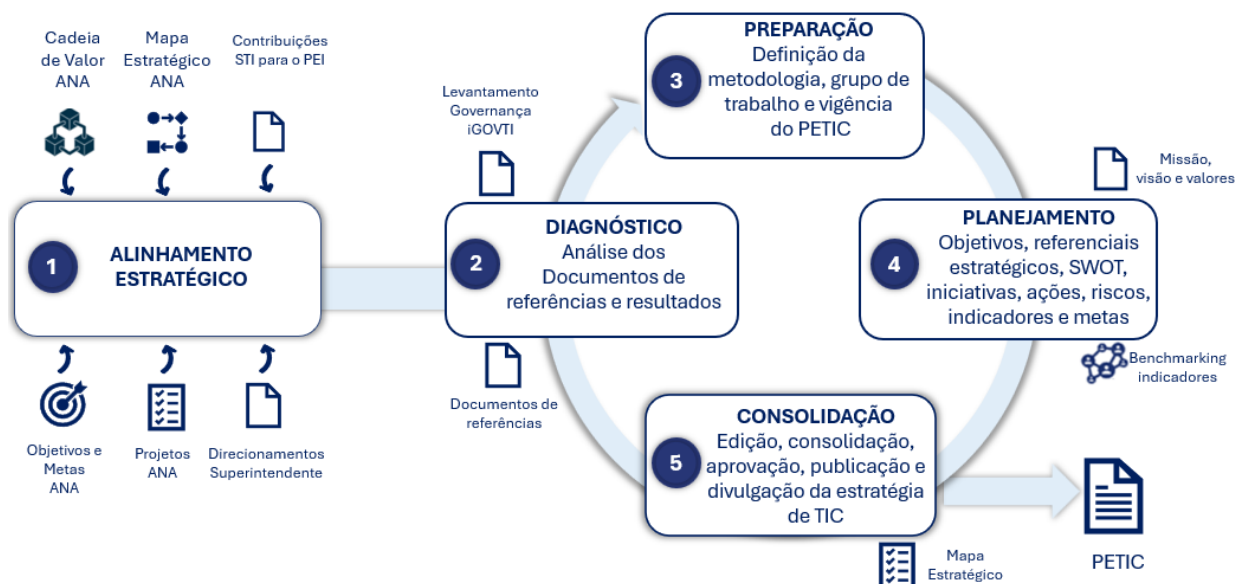 Cadeia
de Valor
ANA
Mapa
Estratégico
ANA
Contribuições
STI para o PEI
1
ALINHAMENTO
ESTRATÉGICO
Objetivos e
Metas
ANA
Projetos
ANA
Direcionamentos
Superintendente
Levantamento
Governança
iGOVTI
2
DIAGNÓSTICO
Análise dos
Documentos de
referências e resultados
Documentos de
referências
3
PREPARAÇÃO
Definição da
metodologia, grupo de
trabalho e vigência
do PETIC
Missão,
visão e valores
4
PLANEJAMENTO
Objetivos, referenciais
estratégicos, SWOT,
iniciativas, ações, riscos,
indicadores e metas
Benchmarking
indicadores
5
CONSOLIDAÇÃO
Edição, consolidação,
aprovação, publicação e
divulgação da estratégia
de TIC
Mapa
Estratégico
PETIC